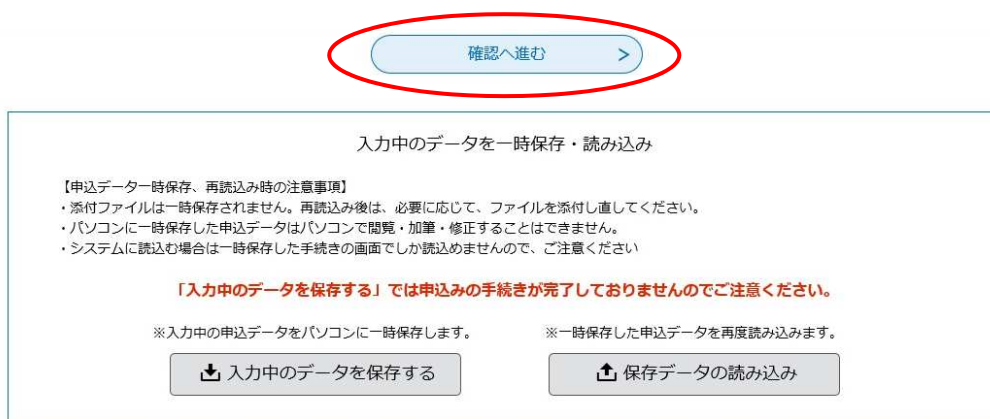 確認へ進む >
入力中のデータを一時保存・読み込み
【申込データ一時保存、再読込み時の注意事項】
・添付ファイルは一時保存されません。再読込み後は、必要に応じて、ファイルを添付し直してください。
・パソコンに一時保存した申込データはパソコンで閲覧・加筆・修正することはできません。
・システムに読込む場合は一時保存した手続きの画面でしか読込めませんので、ご注意ください
「入力中のデータを保存する」では申込みの手続きが完了しておりませんのでご注意ください。
※入力中の申込データをパソコンに一時保存します。
※一時保存した申込データを再度読み込みます。
入力中のデータを保存する
保存データの読み込み